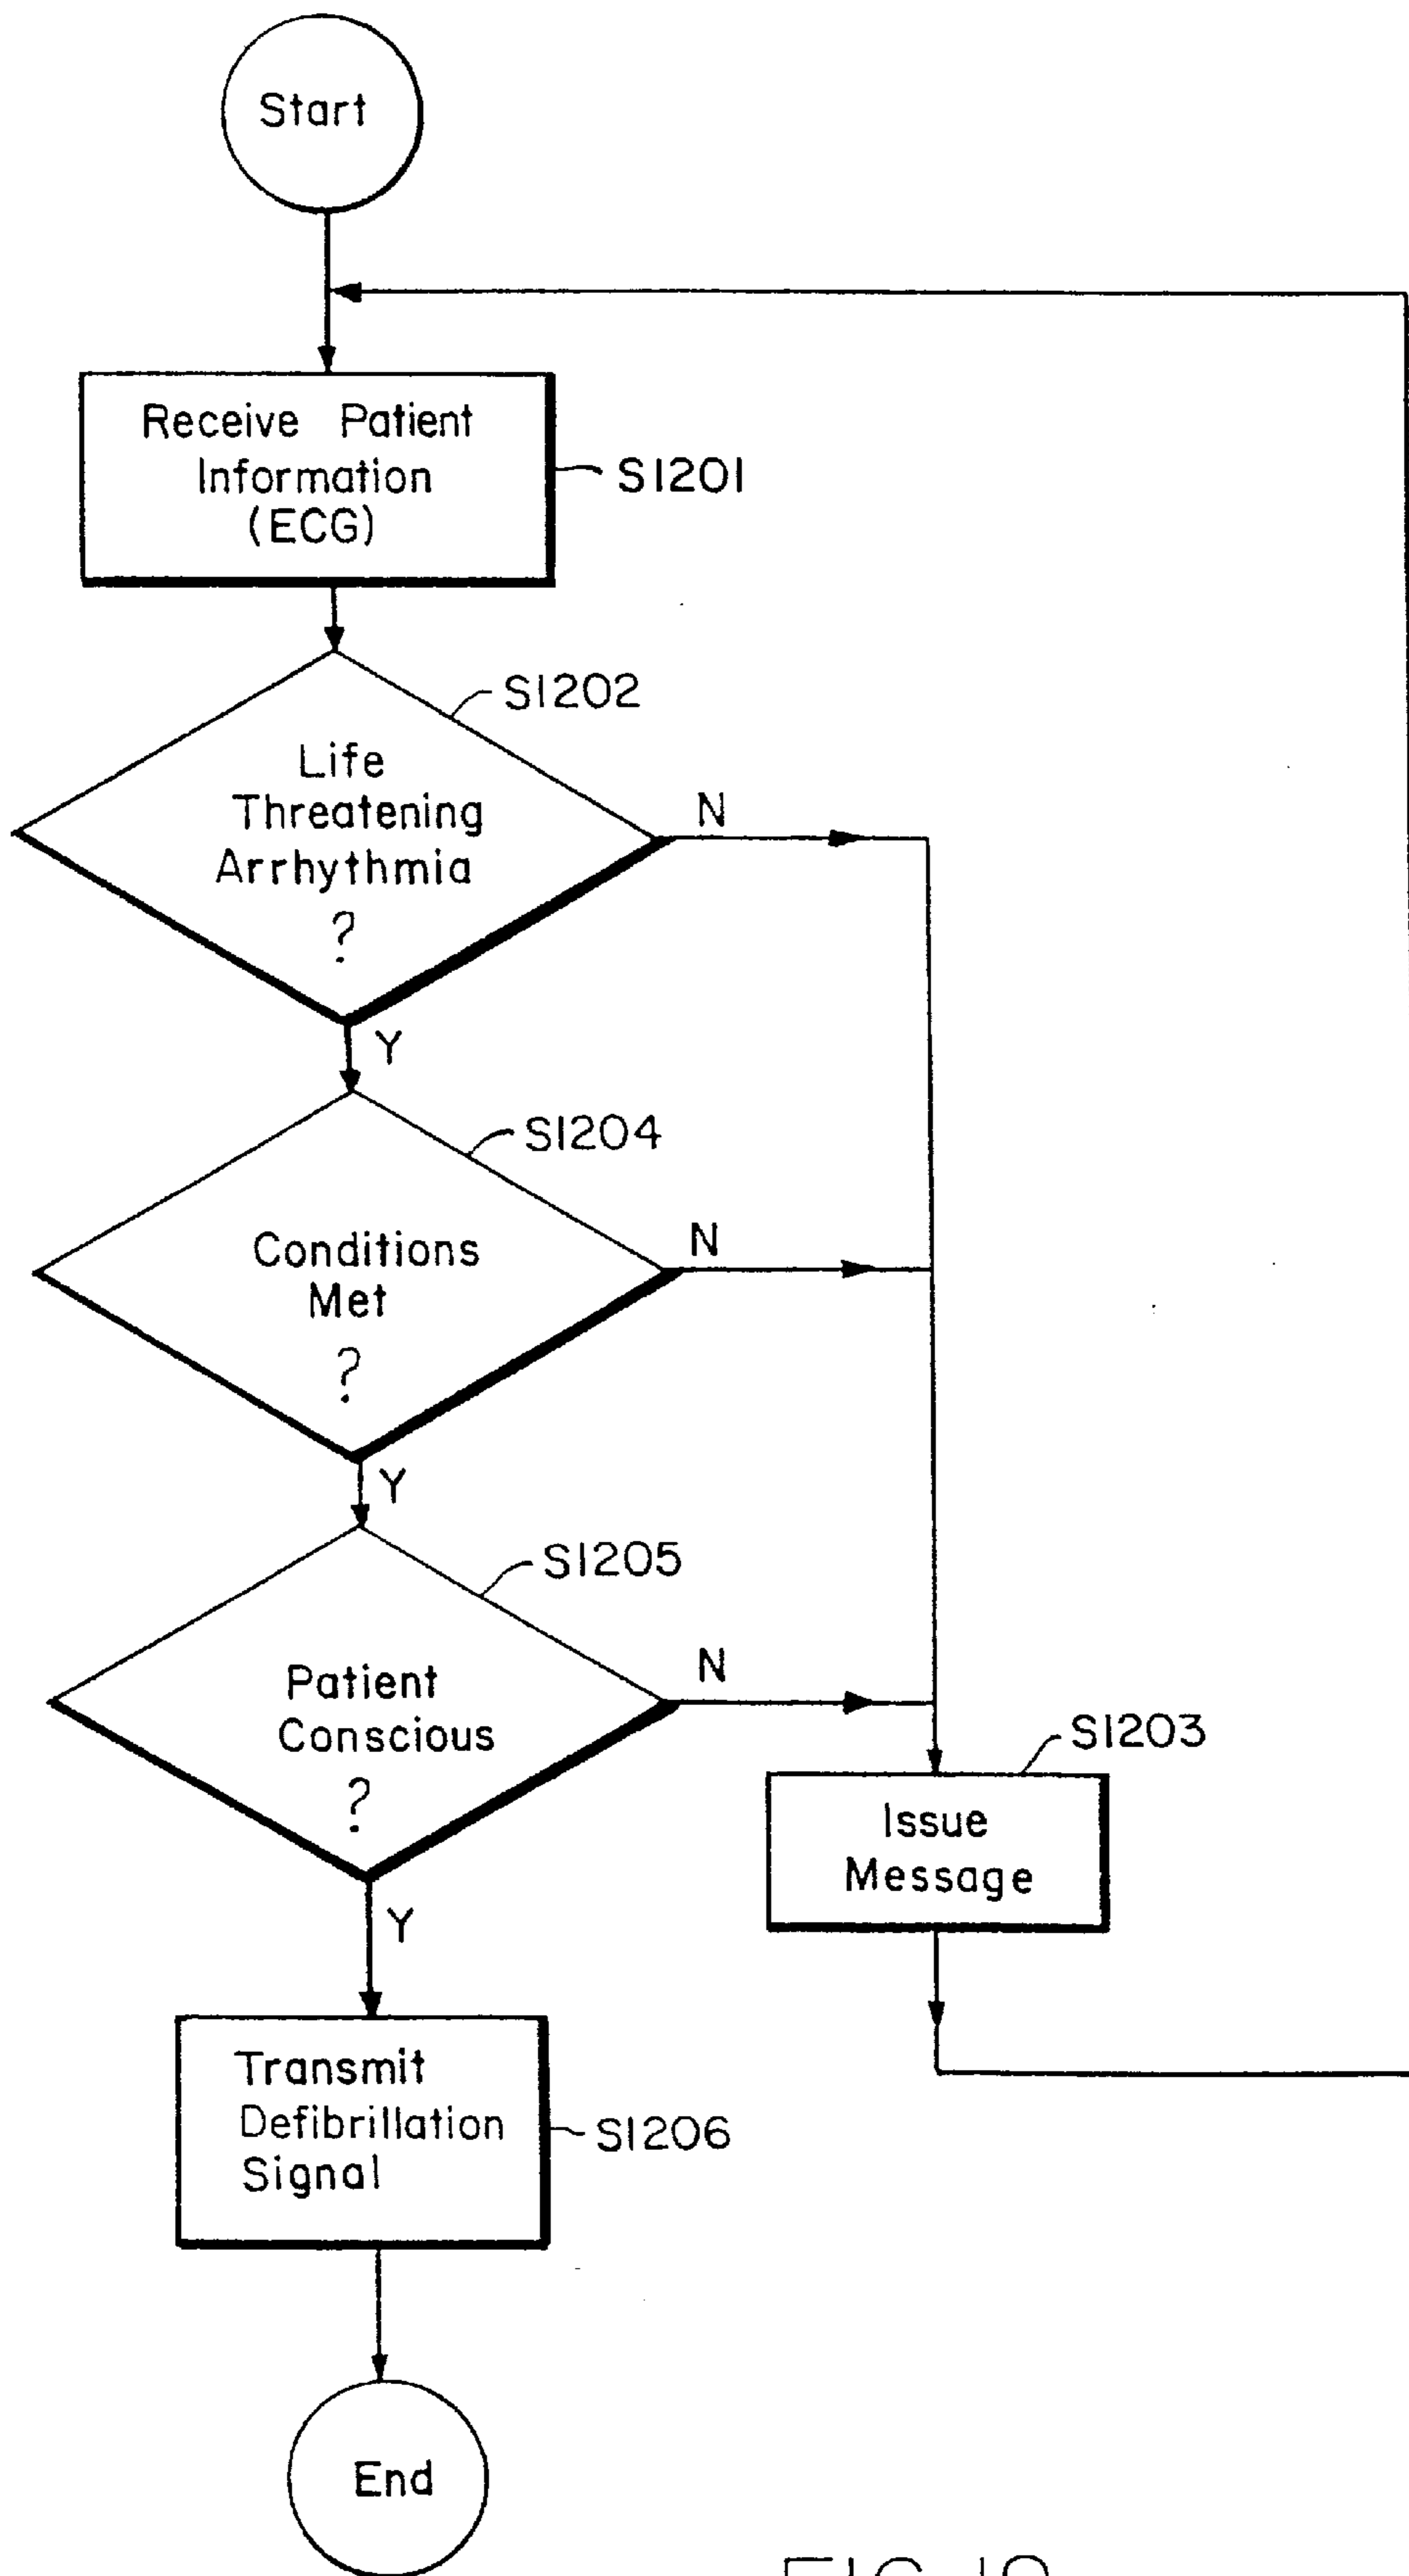 Start
Receive Patient
Information
(ECG)
S1201
S1202
Life
Threatening
Arrhythmia
?
N
Y
S1204
Conditions
Met
?
N
Y
S1205
Patient
Conscious
?
N
Y
S1203
Issue
Message
Transmit
Defibrillation
Signal
S1206
End